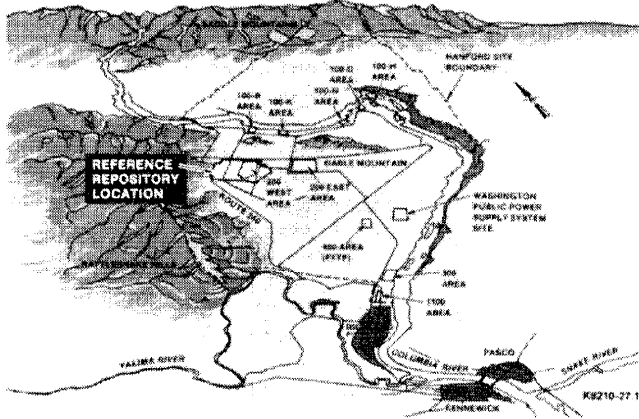 100-D
AREA
100-H
AREA
HANFORD SITE
BOUNDARY
100-N
AREA
100-B
AREA
100-K
AREA
REFERENCE
REPOSITORY
LOCATION
GABLE MOUNTAIN
200
WEST
AREA
200 EAST
AREA
ROUTE 240
WASHINGTON
PUBLIC POWER
SUPPLY SYSTEM
SITE
400 AREA
(FFTF)
RATTLESNAKE HILLS
300
AREA
1100
AREA
YAKIMA RIVER
COLUMBIA RIVER
PASCO
SNAKE RIVER
KENNEWICK
K8210-27.1